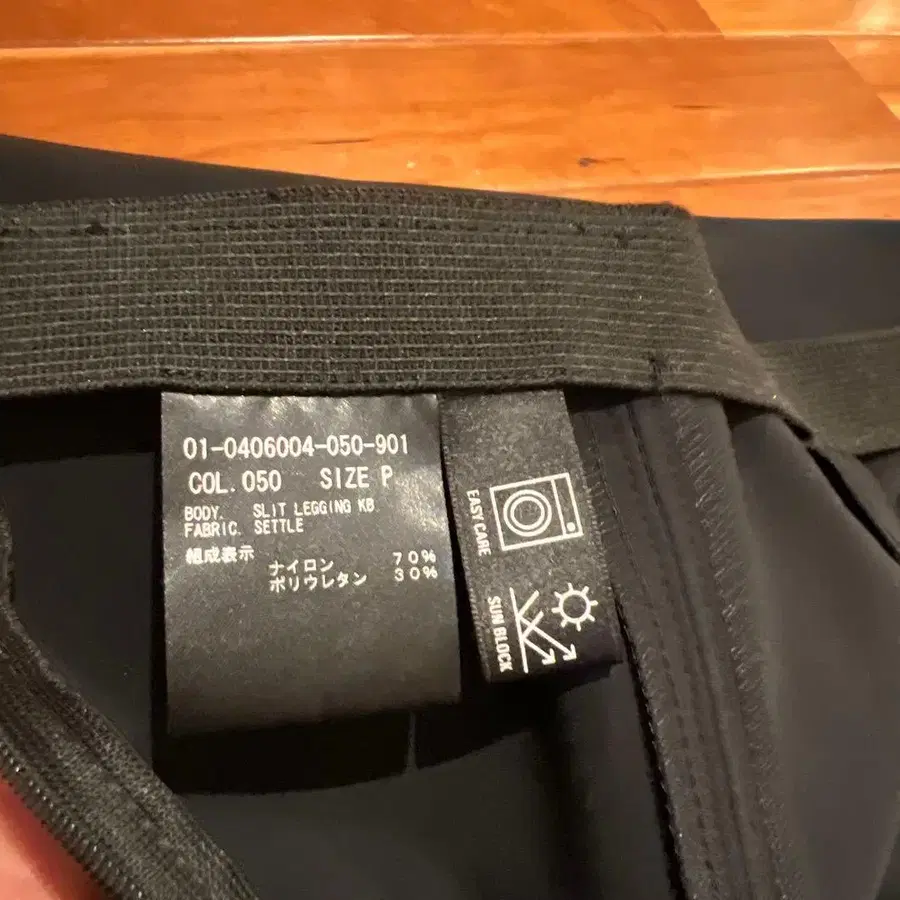 01-0406004-050-901
COL.050 SIZE P
BODY. SLIT LEGGING KB
FABRIC. SETTLE
組成表示
ナイロン 70%
ポリウレタン 30%
EASY CARE
SUN BLOCK